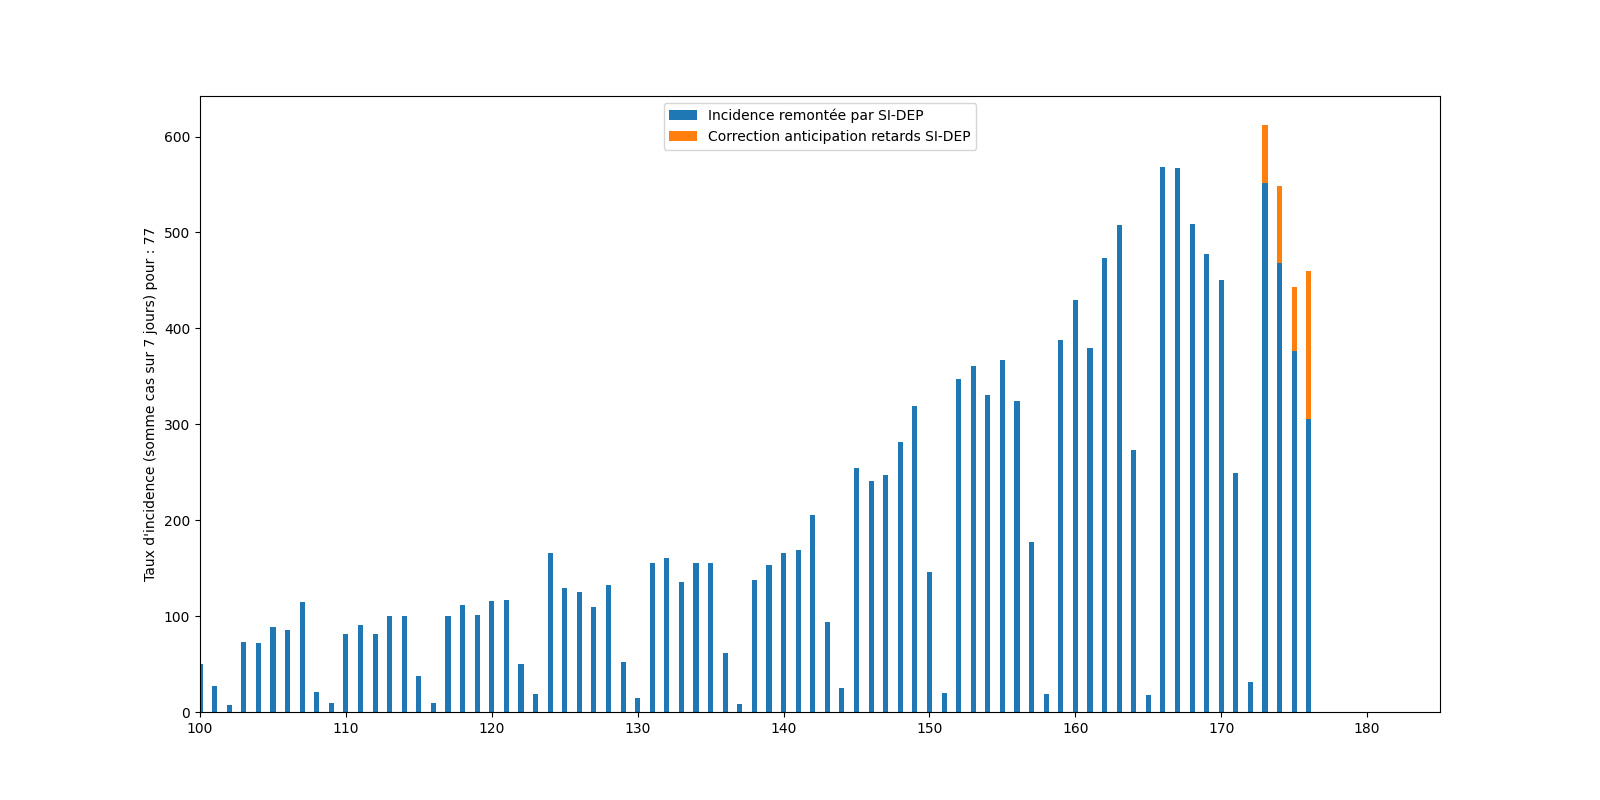 Incidence remontée par SI-DEP
Correction anticipation retards SI-DEP
Taux d'incidence (somme cas sur 7 jours) pour : 77
600
500
400
300
200
100
0
100 110 120 130 140 150 160 170 180